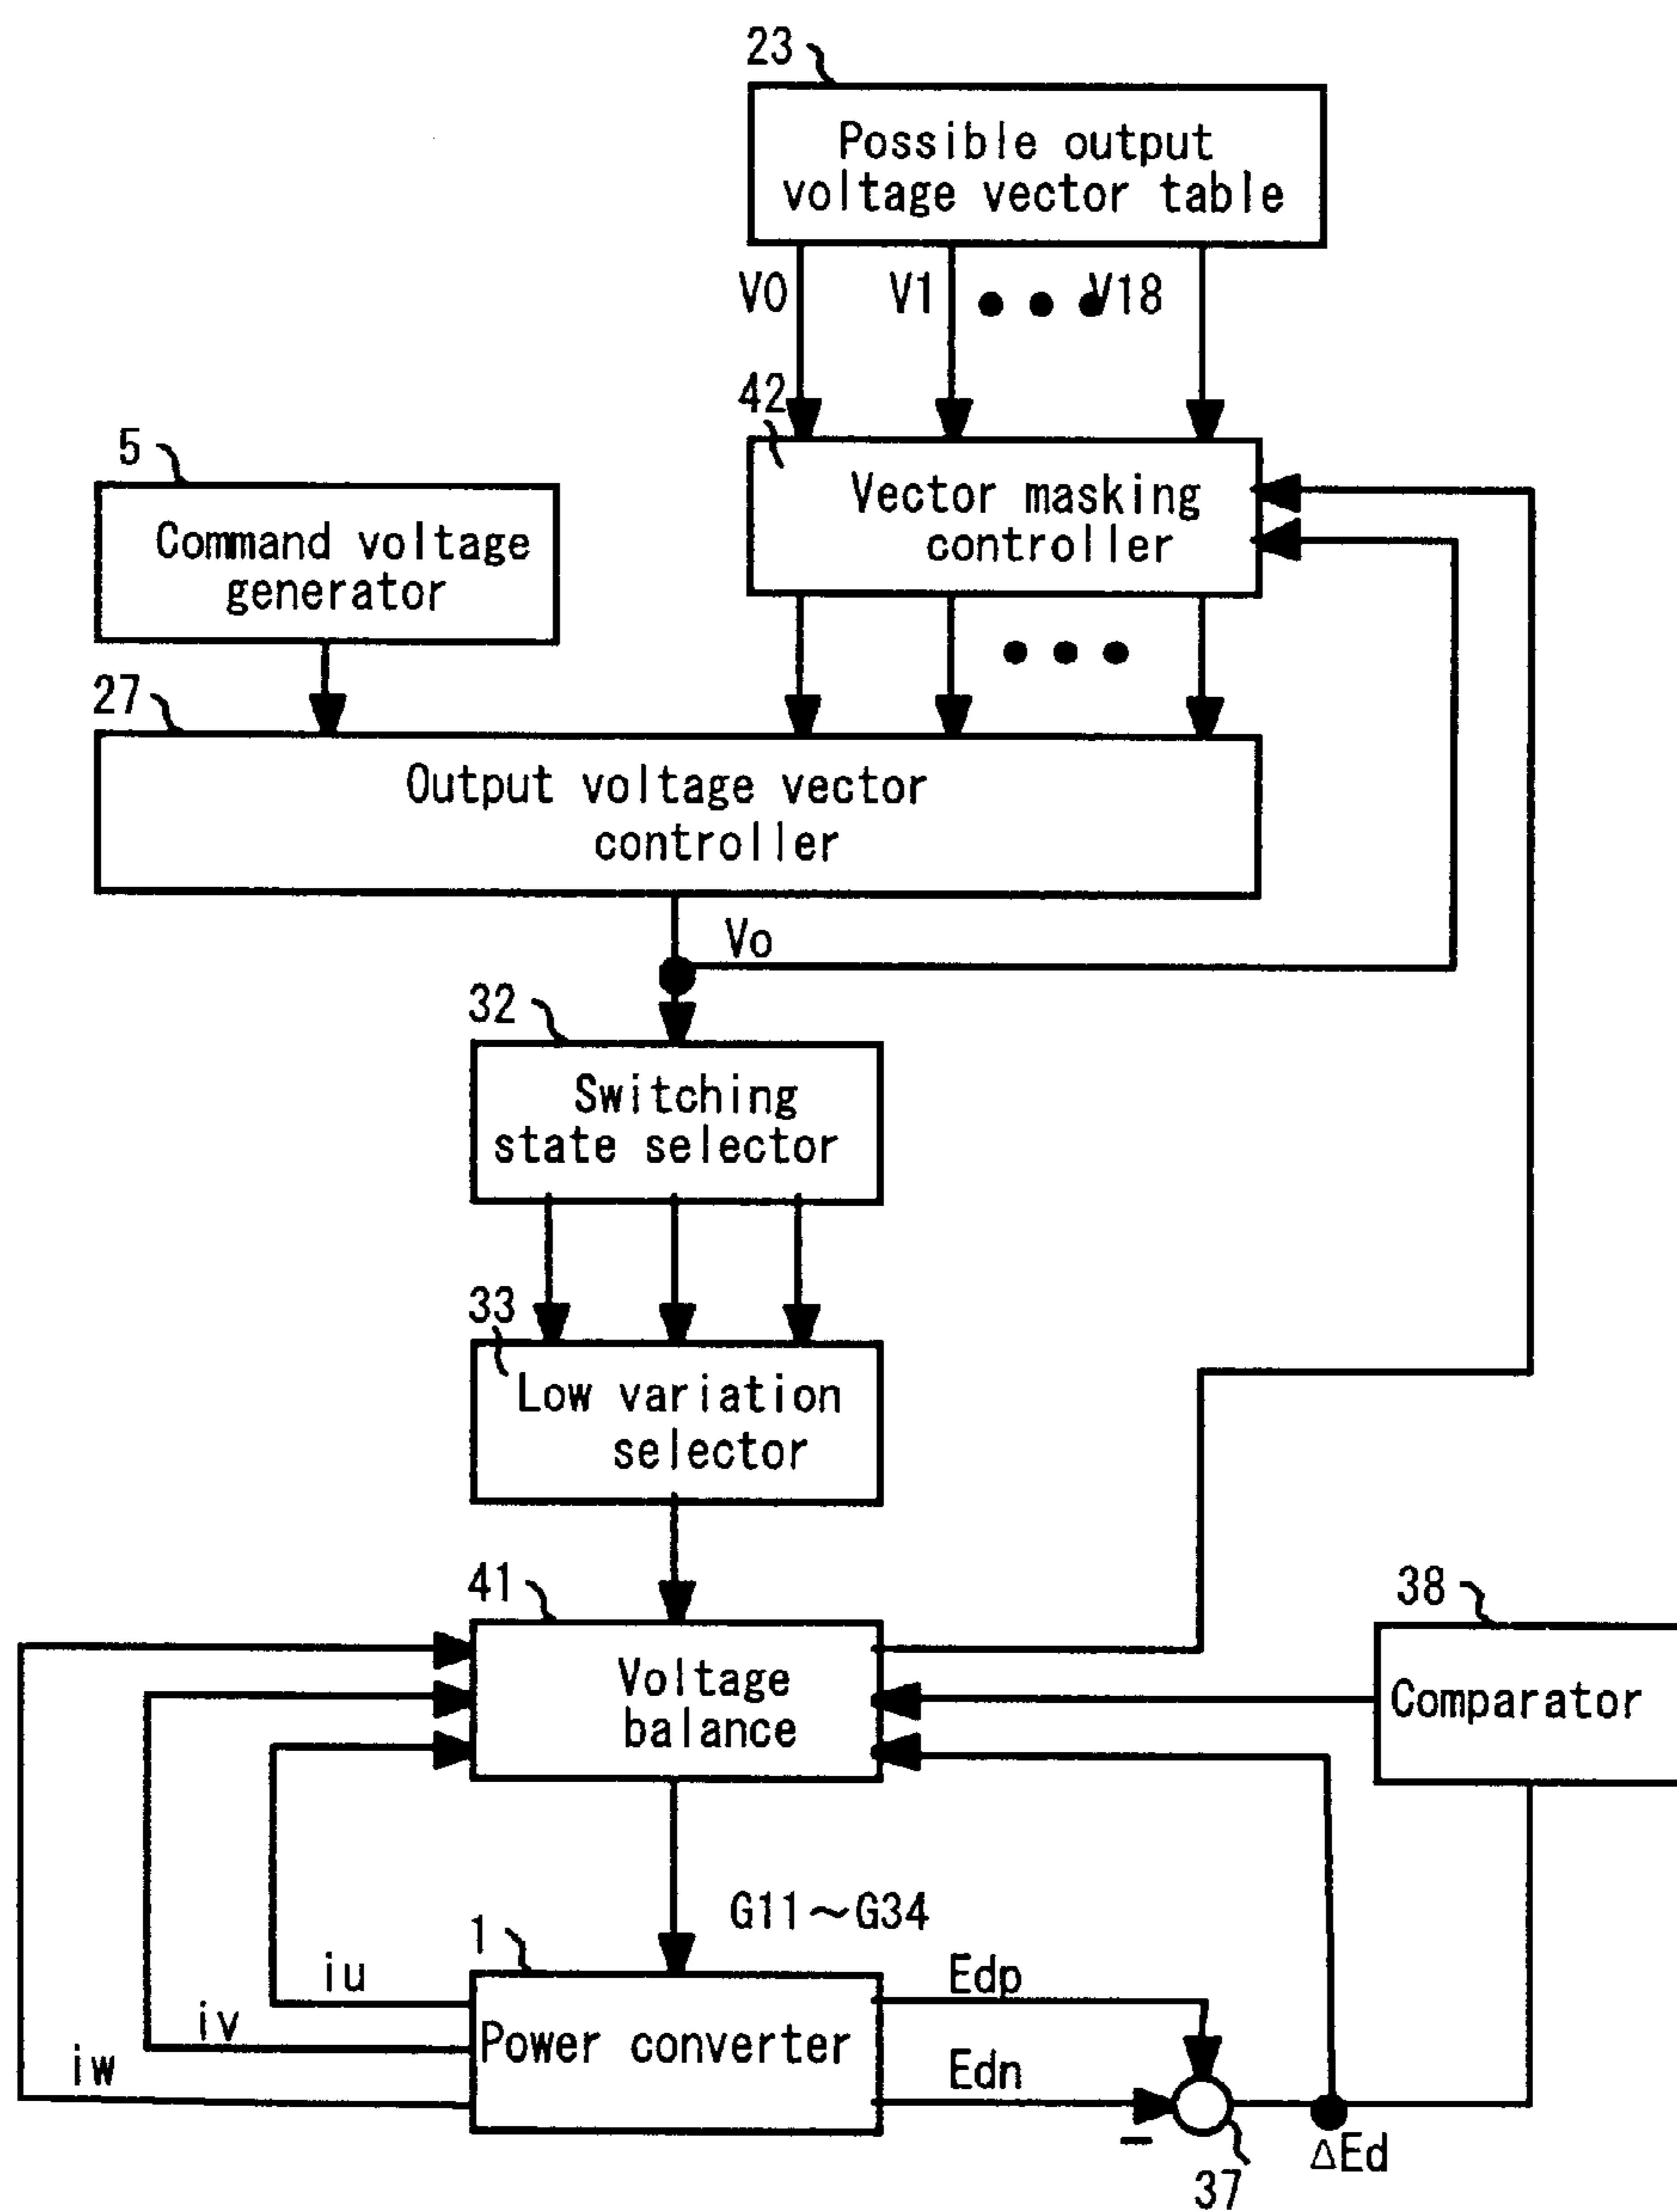 23
Possible output
voltage vector table
V0
V1
V18
42
Vector masking
controller
5
Command voltage
generator
27
Output voltage vector
controller
Vo
32
Switching
state selector
33
Low variation
selector
41
Voltage
balance
38
Comparator
G11～G34
1
Power converter
iu
iv
iw
Edp
Edn
−
37
ΔEd